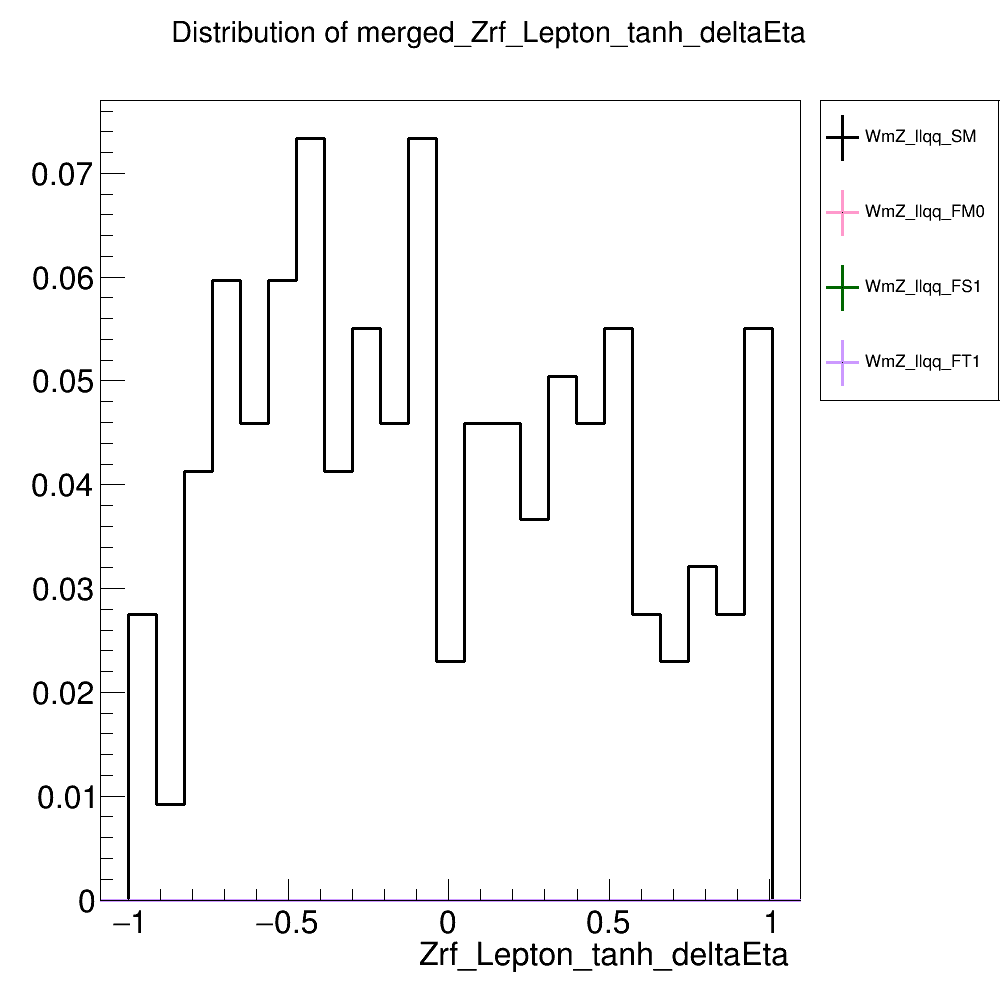 Distribution of merged_Zrf_Lepton_tanh_deltaEta
WmZ_llqq_SM
WmZ_llqq_FM0
WmZ_llqq_FS1
WmZ_llqq_FT1
0.07
0.06
0.05
0.04
0.03
0.02
0.01
0
−1 −0.5 0 0.5 1
Zrf_Lepton_tanh_deltaEta